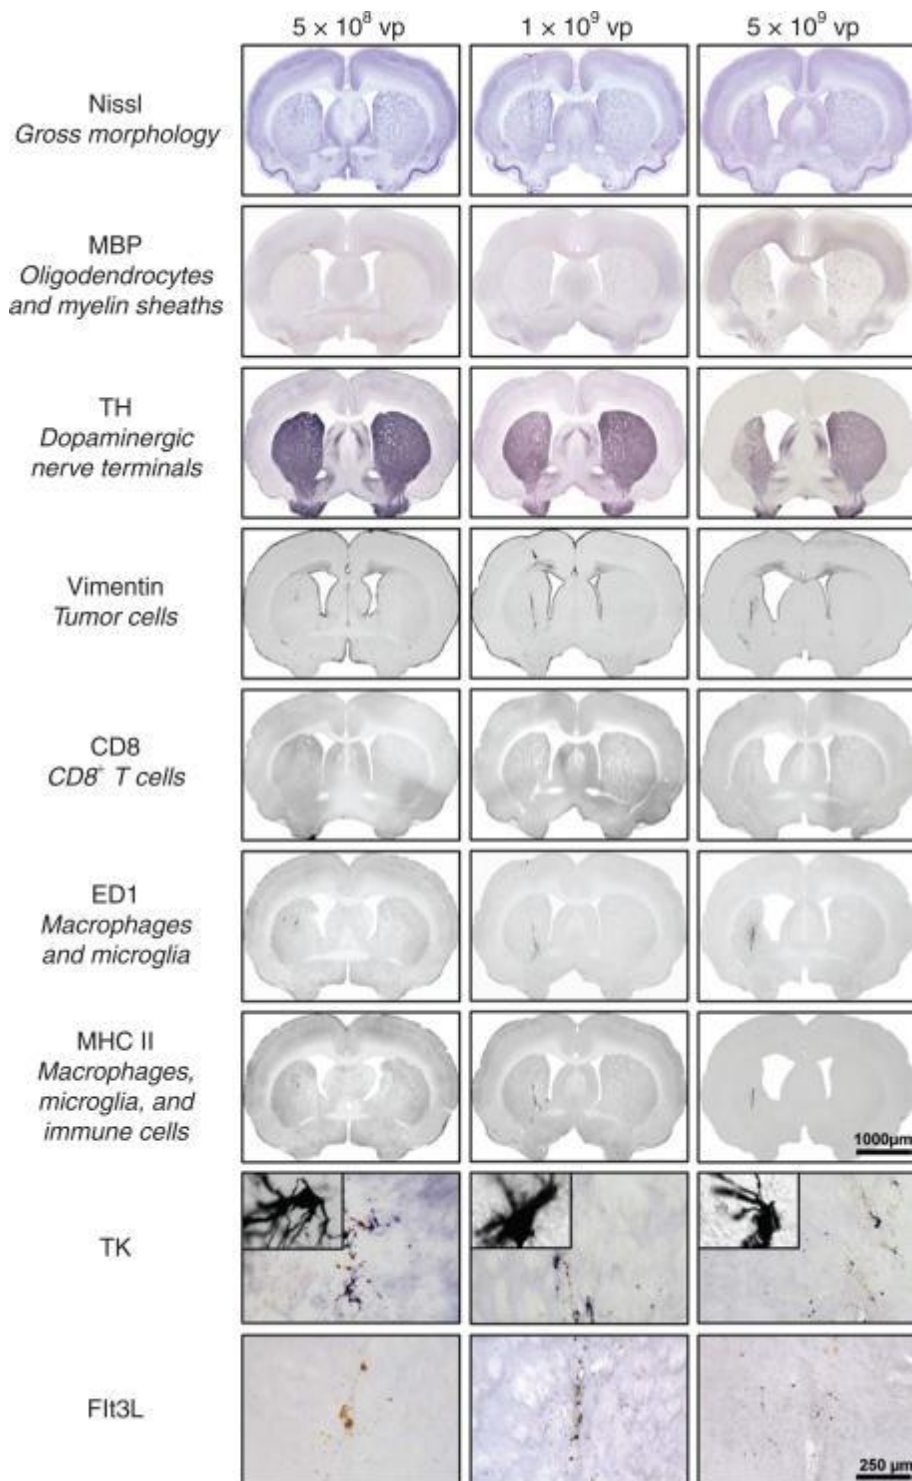 5 × 10⁸ vp
1 × 10⁹ vp
5 × 10⁹ vp
Nissl
Gross morphology
MBP
Oligodendrocytes
and myelin sheaths
TH
Dopaminergic
nerve terminals
Vimentin
Tumor cells
CD8
CD8⁺ T cells
ED1
Macrophages
and microglia
MHC II
Macrophages,
microglia, and
immune cells
1000µm
TK
Flt3L
250 µm